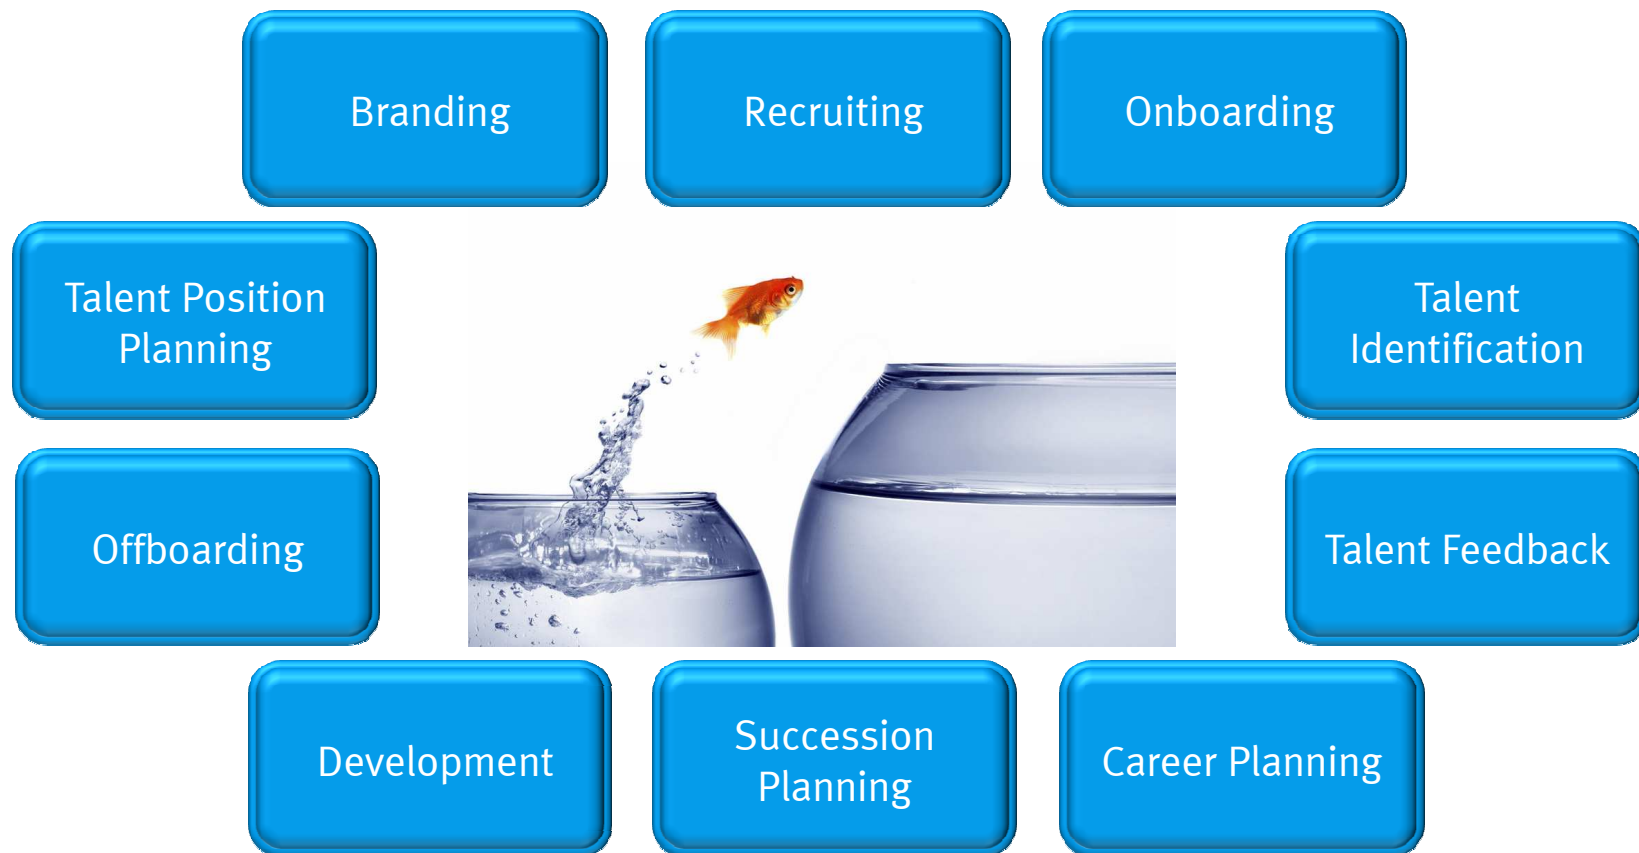 Branding
Recruiting
Onboarding
Talent Position
Planning
Talent
Identification
Offboarding
Talent Feedback
Development
Succession
Planning
Career Planning